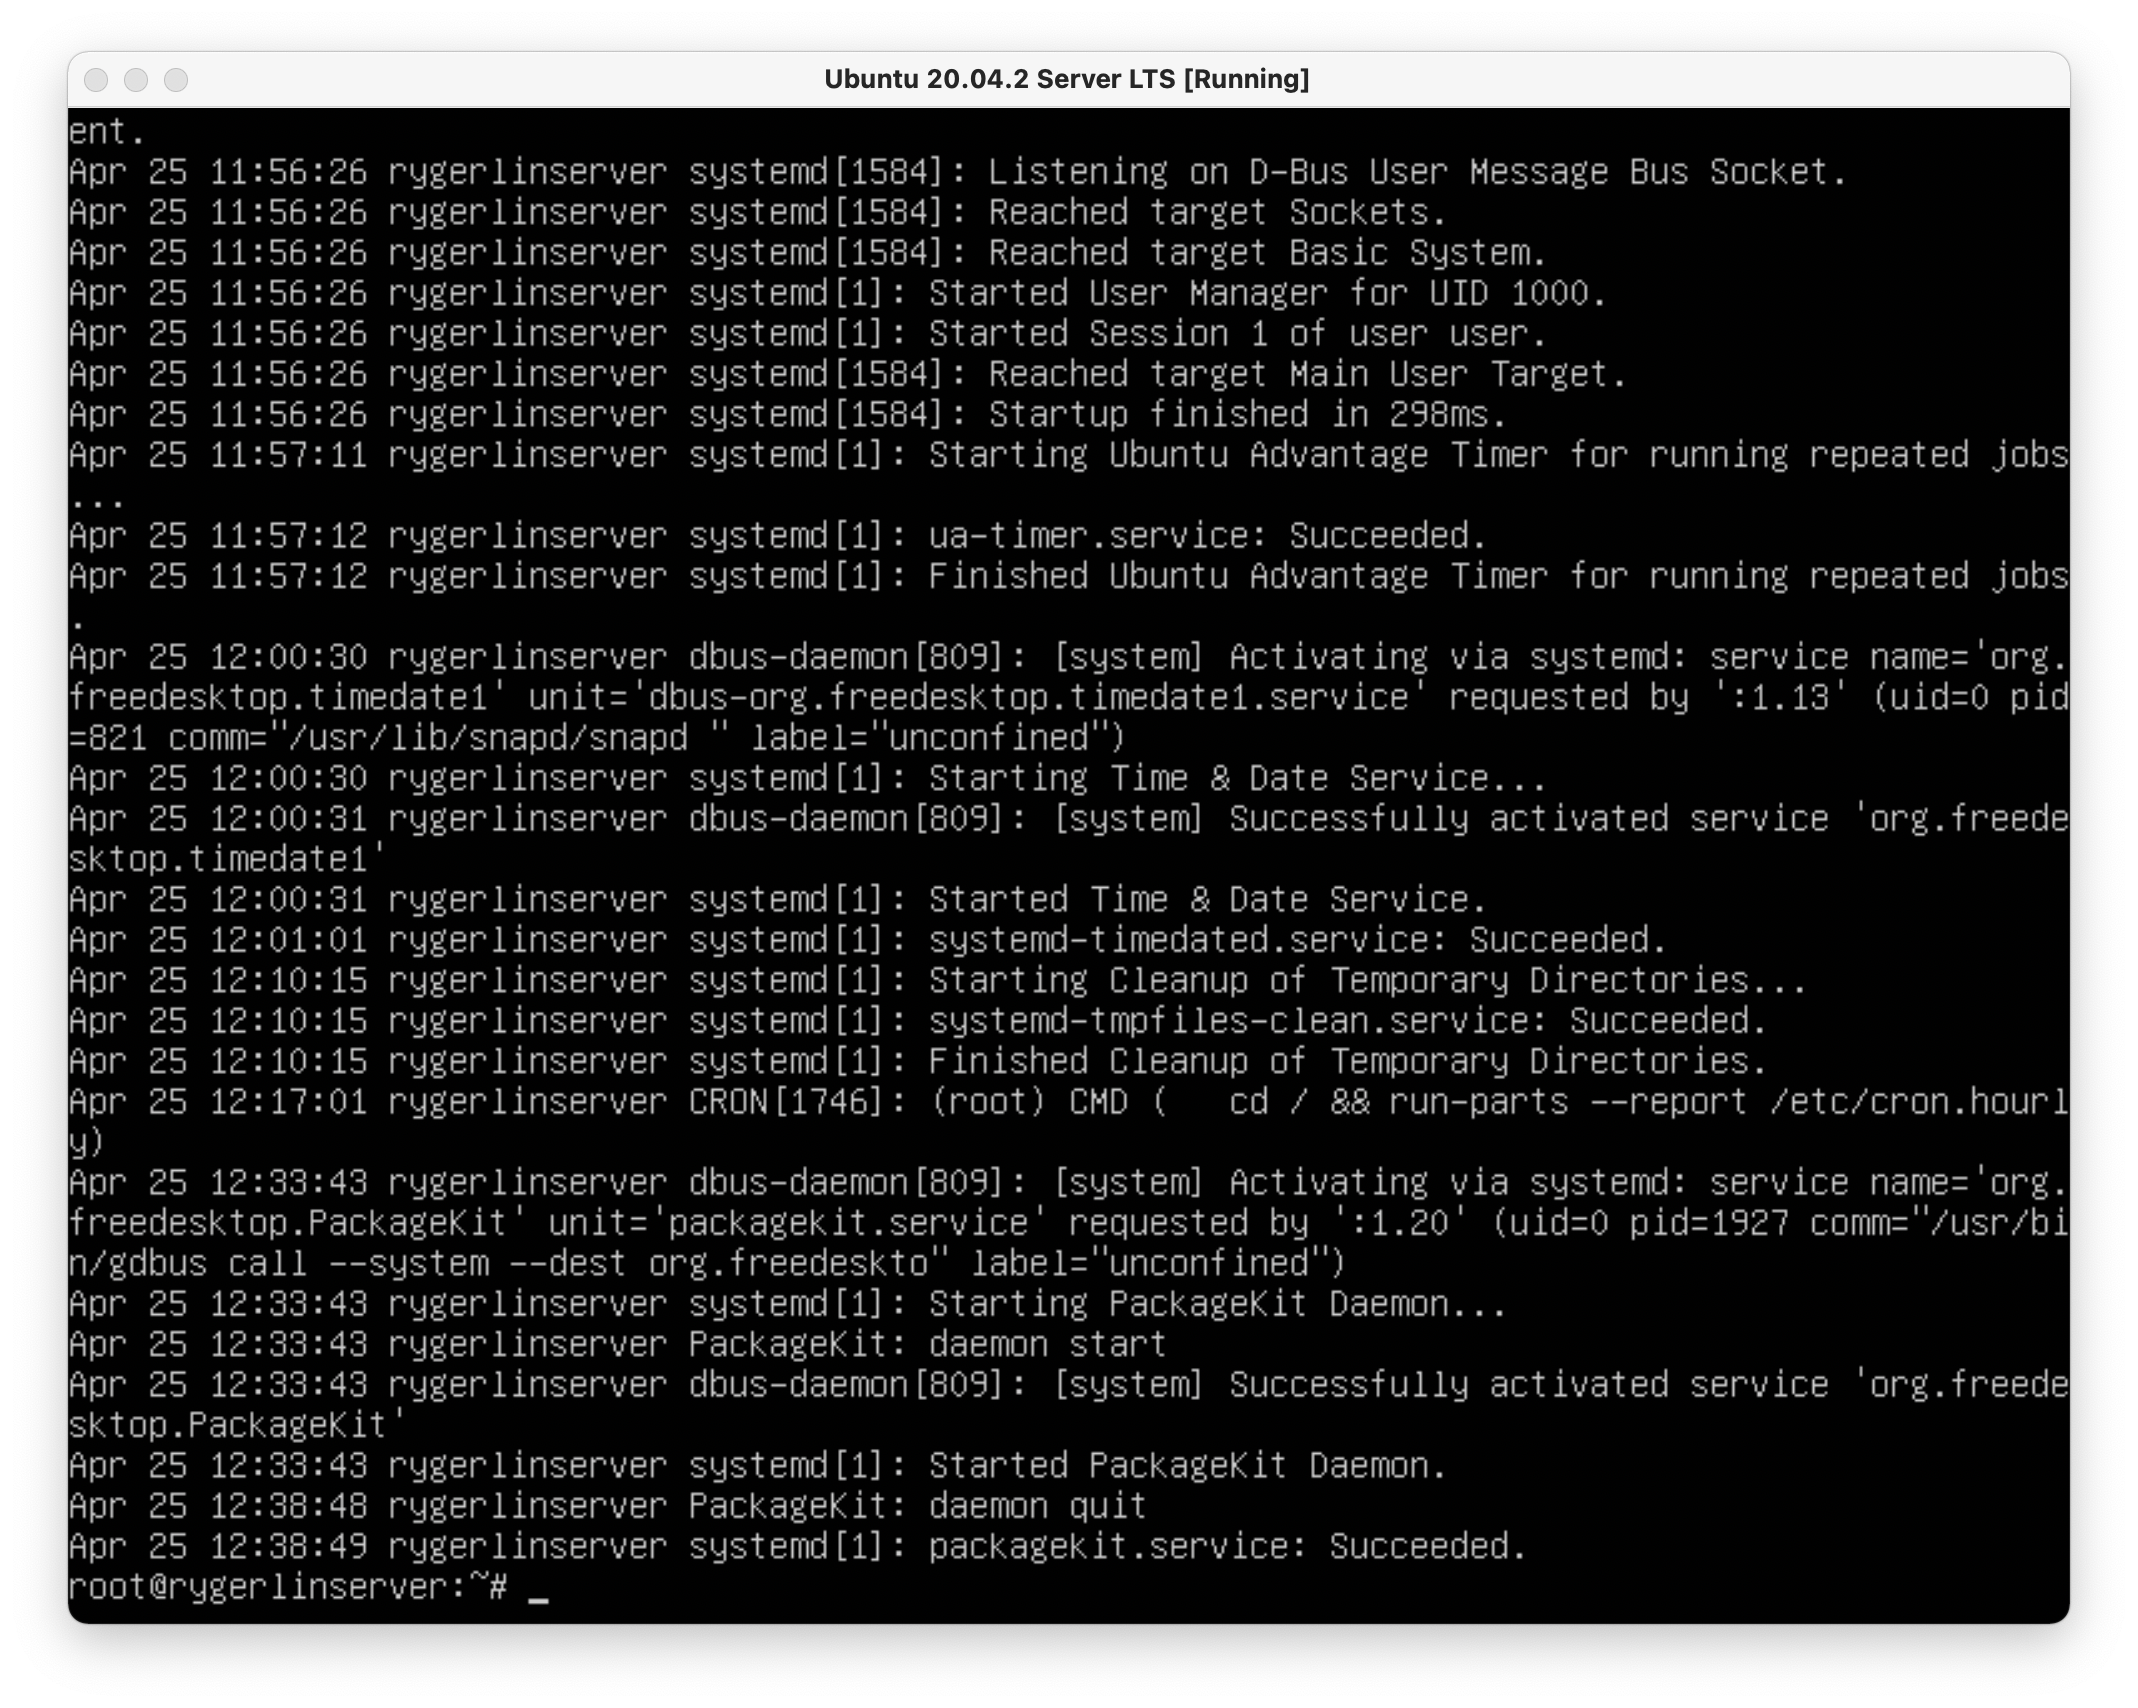 Ubuntu 20.04.2 Server LTS [Running]
ent.
Apr 25 11:56:26 rygerlinserver systemd[1584]: Listening on D-Bus User Message Bus Socket.
Apr 25 11:56:26 rygerlinserver systemd[1584]: Reached target Sockets.
Apr 25 11:56:26 rygerlinserver systemd[1584]: Reached target Basic System.
Apr 25 11:56:26 rygerlinserver systemd[1]: Started User Manager for UID 1000.
Apr 25 11:56:26 rygerlinserver systemd[1]: Started Session 1 of user user.
Apr 25 11:56:26 rygerlinserver systemd[1584]: Reached target Main User Target.
Apr 25 11:56:26 rygerlinserver systemd[1584]: Startup finished in 298ms.
Apr 25 11:57:11 rygerlinserver systemd[1]: Starting Ubuntu Advantage Timer for running repeated jobs
...
Apr 25 11:57:12 rygerlinserver systemd[1]: ua-timer.service: Succeeded.
Apr 25 11:57:12 rygerlinserver systemd[1]: Finished Ubuntu Advantage Timer for running repeated jobs
.
Apr 25 12:00:30 rygerlinserver dbus-daemon[809]: [system] Activating via systemd: service name='org.
freedesktop.timedate1' unit='dbus-org.freedesktop.timedate1.service' requested by ':1.13' (uid=0 pid
=821 comm="/usr/lib/snapd/snapd " label="unconfined")
Apr 25 12:00:30 rygerlinserver systemd[1]: Starting Time & Date Service...
Apr 25 12:00:31 rygerlinserver dbus-daemon[809]: [system] Successfully activated service 'org.freede
sktop.timedate1'
Apr 25 12:00:31 rygerlinserver systemd[1]: Started Time & Date Service.
Apr 25 12:01:01 rygerlinserver systemd[1]: systemd-timedated.service: Succeeded.
Apr 25 12:10:15 rygerlinserver systemd[1]: Starting Cleanup of Temporary Directories...
Apr 25 12:10:15 rygerlinserver systemd[1]: systemd-tmpfiles-clean.service: Succeeded.
Apr 25 12:10:15 rygerlinserver systemd[1]: Finished Cleanup of Temporary Directories.
Apr 25 12:17:01 rygerlinserver CRON[1746]: (root) CMD (   cd / && run-parts --report /etc/cron.hourl
y)
Apr 25 12:33:43 rygerlinserver dbus-daemon[809]: [system] Activating via systemd: service name='org.
freedesktop.PackageKit' unit='packagekit.service' requested by ':1.20' (uid=0 pid=1927 comm="/usr/bi
n/gdbus call --system --dest org.freedeskto" label="unconfined")
Apr 25 12:33:43 rygerlinserver systemd[1]: Starting PackageKit Daemon...
Apr 25 12:33:43 rygerlinserver PackageKit: daemon start
Apr 25 12:33:43 rygerlinserver dbus-daemon[809]: [system] Successfully activated service 'org.freede
sktop.PackageKit'
Apr 25 12:33:43 rygerlinserver systemd[1]: Started PackageKit Daemon.
Apr 25 12:38:48 rygerlinserver PackageKit: daemon quit
Apr 25 12:38:49 rygerlinserver systemd[1]: packagekit.service: Succeeded.
root@rygerlinserver:~# _